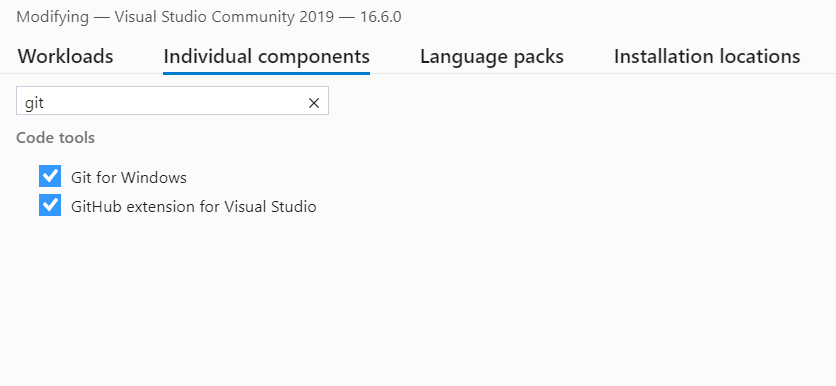 Modifying — Visual Studio Community 2019 — 16.6.0
Workloads Individual components Language packs Installation locations
git
Code tools
Git for Windows
GitHub extension for Visual Studio